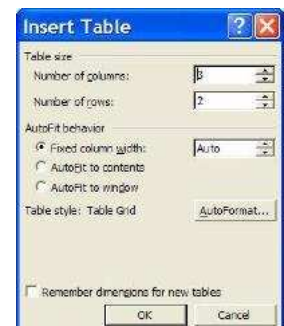 Insert Table
Table size
Number of columns: 3
Number of rows: 2
AutoFit behavior
Fixed column width: Auto
AutoFit to contents
AutoFit to window
Table style: Table Grid AutoFormat...
Remember dimensions for new tables
OK Cancel